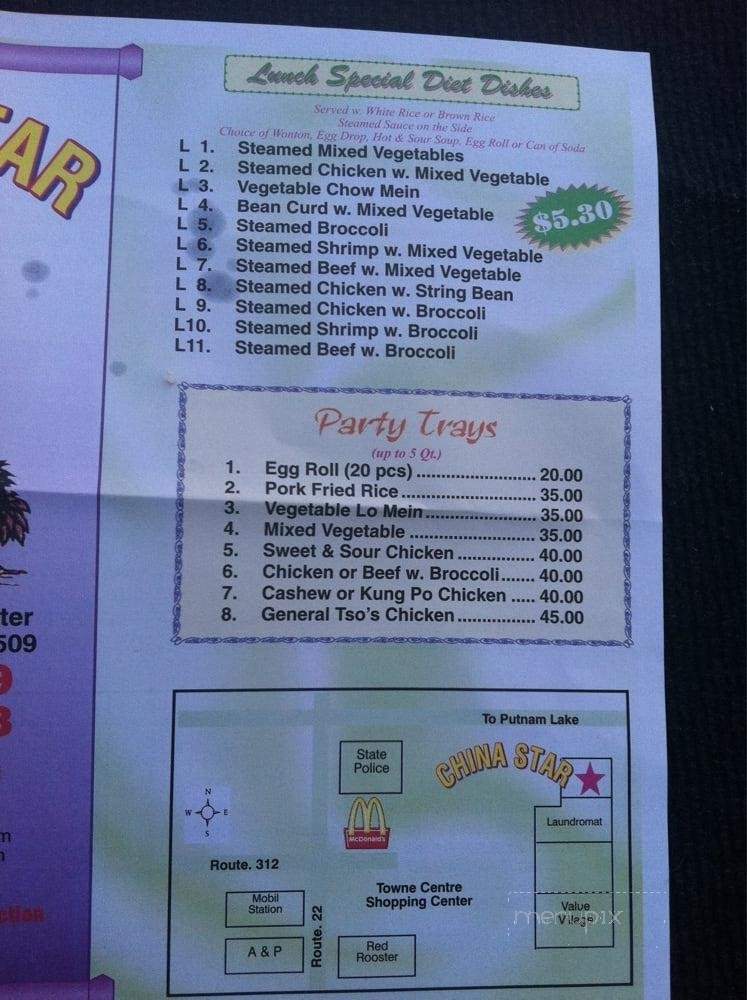 TAR
Lunch Special Diet Dishes
Served w. White Rice or Brown Rice
Steamed Sauce on the Side
Choice of Wonton, Egg Drop, Hot & Sour Soup, Egg Roll or Can of Soda
L 1. Steamed Mixed Vegetables
L 2. Steamed Chicken w. Mixed Vegetable
L 3. Vegetable Chow Mein
L 4. Bean Curd w. Mixed Vegetable
$5.30
L 5. Steamed Broccoli
L 6. Steamed Shrimp w. Mixed Vegetable
L 7. Steamed Beef w. Mixed Vegetable
L 8. Steamed Chicken w. String Bean
L 9. Steamed Chicken w. Broccoli
L10. Steamed Shrimp w. Broccoli
L11. Steamed Beef w. Broccoli
Party Trays
(up to 5 Qt.)
1. Egg Roll (20 pcs) .......................... 20.00
2. Pork Fried Rice ............................. 35.00
3. Vegetable Lo Mein ........................ 35.00
4. Mixed Vegetable ........................... 35.00
5. Sweet & Sour Chicken ................. 40.00
6. Chicken or Beef w. Broccoli ....... 40.00
7. Cashew or Kung Po Chicken ..... 40.00
8. General Tso's Chicken ................. 45.00
ter
509
9
3
ction
To Putnam Lake
State
Police
CHINA STAR
N
W E
S
McDonald's
Laundromat
Route. 312
Towne Centre
Shopping Center
Mobil
Station
A & P
Route. 22
Red
Rooster
Value
Village
menupix